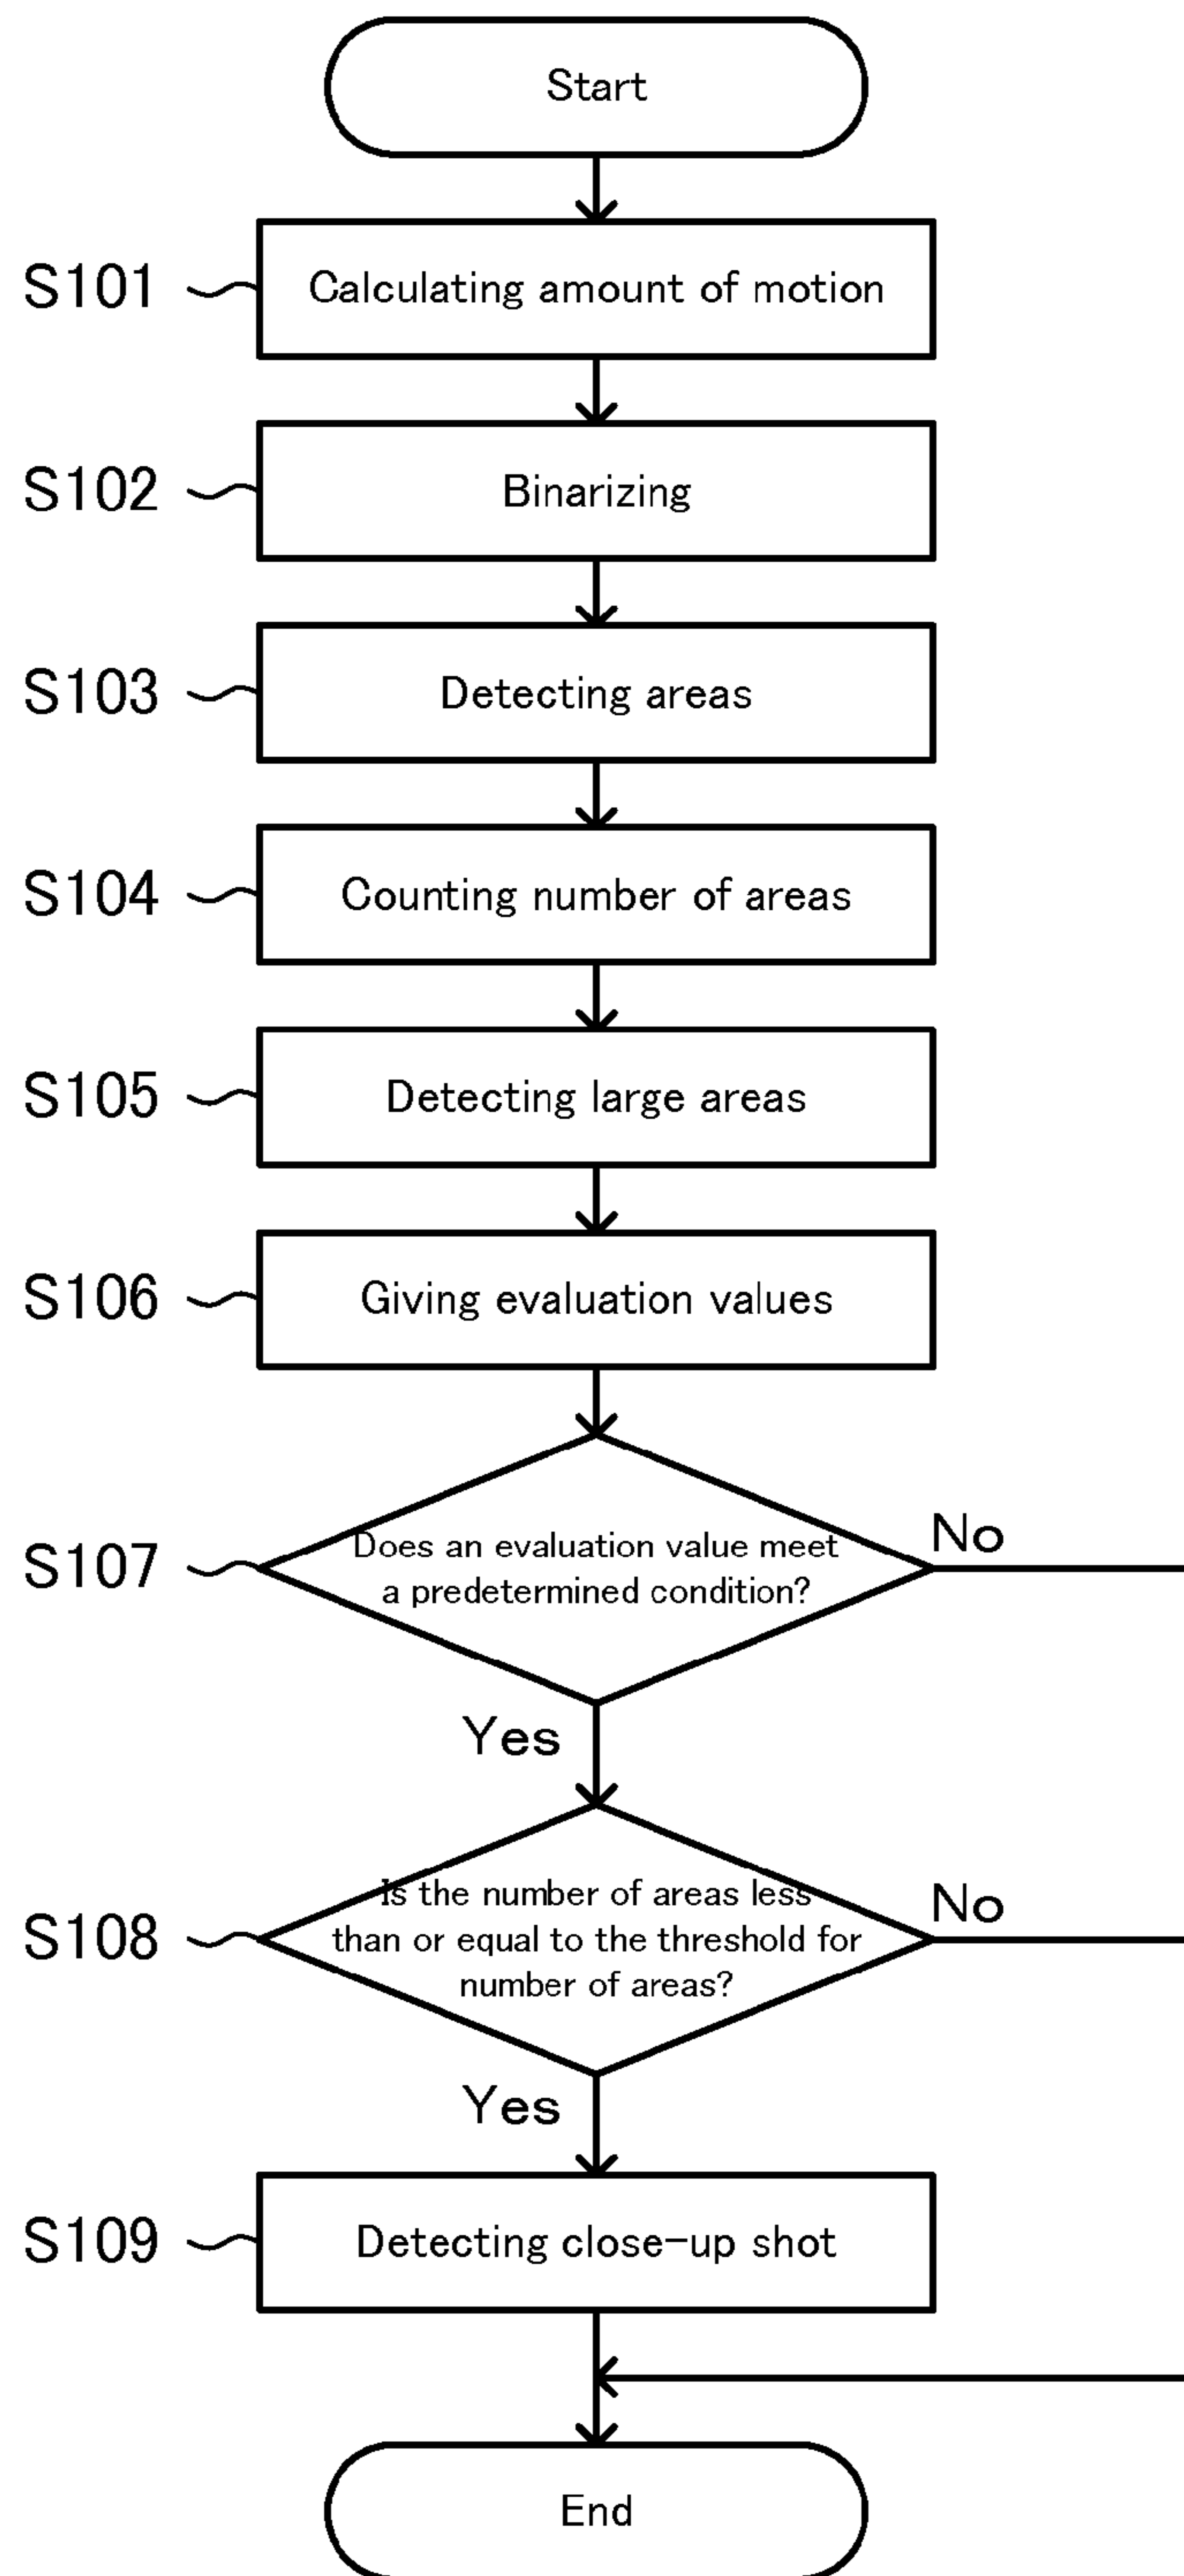 Start
S101
Calculating amount of motion
S102
Binarizing
S103
Detecting areas
S104
Counting number of areas
S105
Detecting large areas
S106
Giving evaluation values
S107
Does an evaluation value meet
a predetermined condition?
No
Yes
S108
Is the number of areas less
than or equal to the threshold for
number of areas?
No
Yes
S109
Detecting close-up shot
End